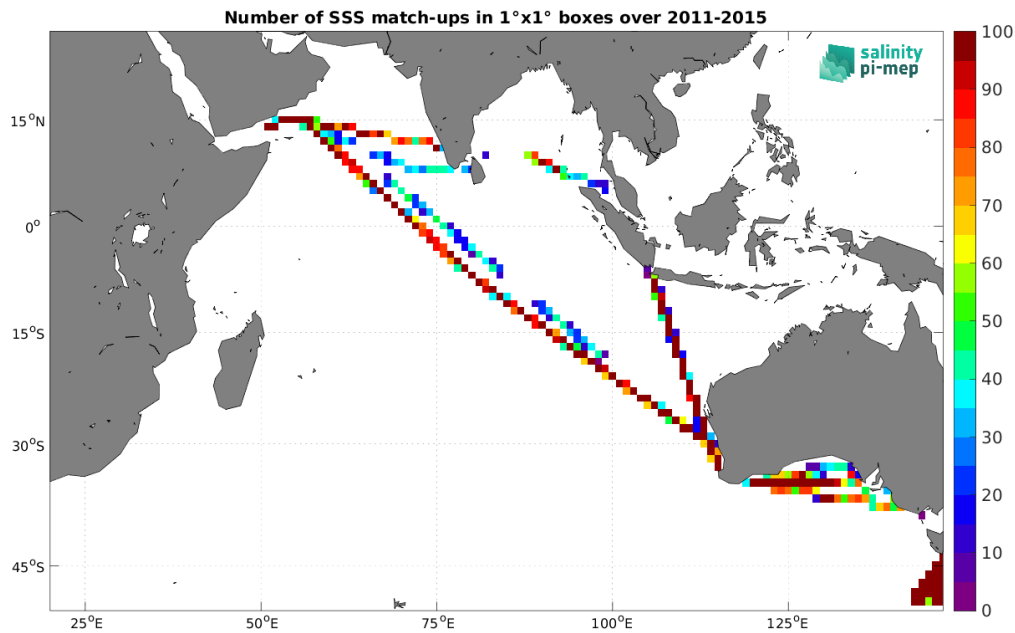 Number of SSS match-ups in 1°x1° boxes over 2011-2015
salinity
pi-mep
15°N
0°
15°S
30°S
45°S
25°E
50°E
75°E
100°E
125°E
100
90
80
70
60
50
40
30
20
10
0